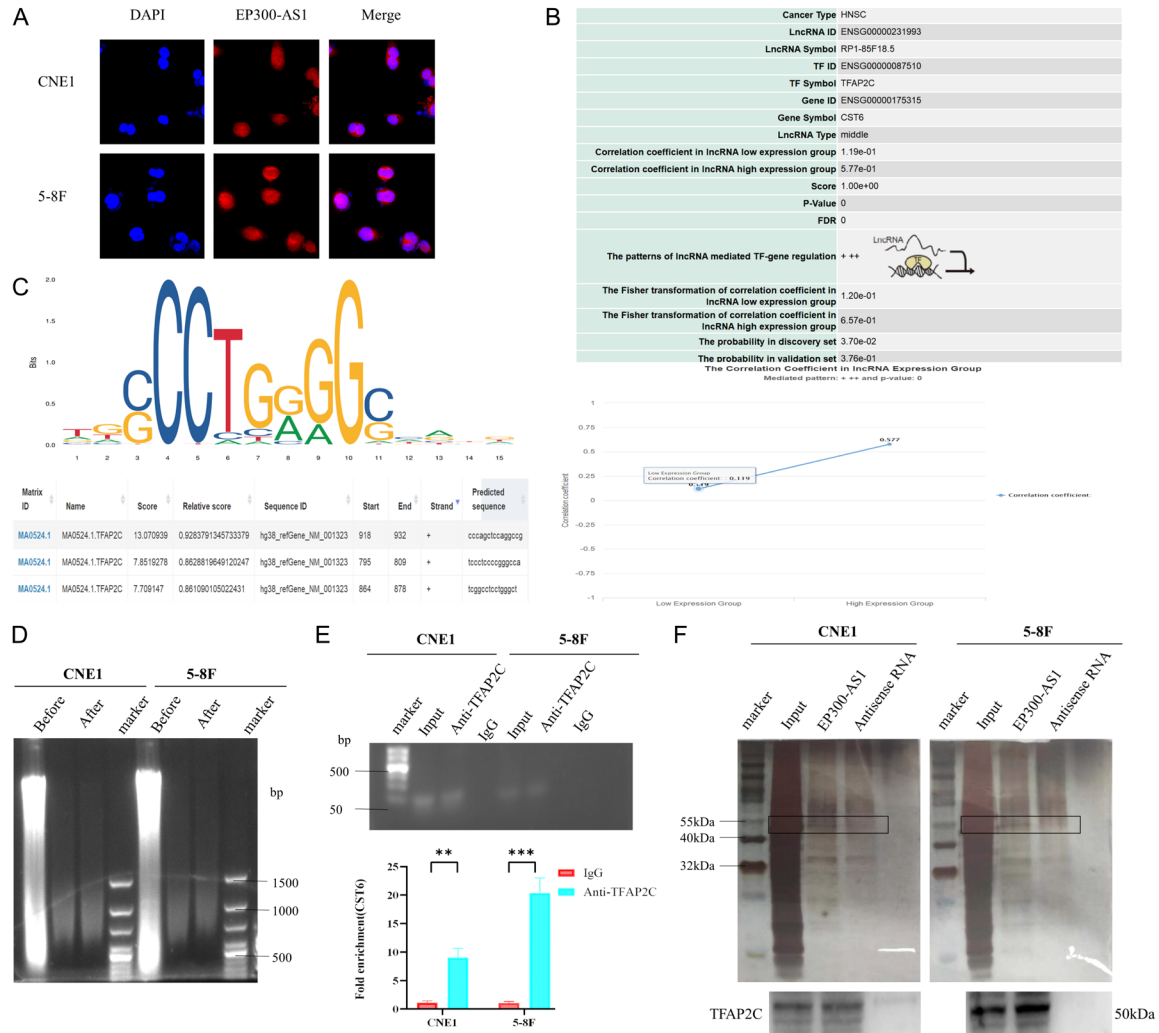 A
DAPI
EP300-AS1
Merge
CNE1
5-8F
B
Cancer Type HNSC
LncRNA ID ENSG00000231993
LncRNA Symbol RP1-85F18.5
TF ID ENSG00000087510
TF Symbol TFAP2C
Gene ID ENSG00000175315
Gene Symbol CST6
LncRNA Type middle
Correlation coefficient in lncRNA low expression group 1.19e-01
Correlation coefficient in lncRNA high expression group 5.77e-01
Score 1.00e+00
P-Value 0
FDR 0
LncRNA
TF
The patterns of lncRNA mediated TF-gene regulation + ++
The Fisher transformation of correlation coefficient in
lncRNA low expression group 1.20e-01
The Fisher transformation of correlation coefficient in
lncRNA high expression group 6.57e-01
The probability in discovery set 3.70e-02
The probability in validation set 3.76e-01
The Correlation Coefficient in lncRNA Expression Group
Mediated pattern: + ++ and p-value: 0
Correlation coefficient
1
0.75
0.5
0.25
0
-0.25
-0.5
-0.75
-1
Low Expression Group
Correlation coefficient : 0.119
0.577
Correlation coefficient
Low Expression Group
High Expression Group
C
Bits
2.0
1.5
1.0
0.5
0.0
1 2 3 4 5 6 7 8 9 10 11 12 13 14 15
Matrix ID Name Score Relative score Sequence ID Start End Strand Predicted sequence
MA0524.1 MA0524.1.TFAP2C 13.070939 0.9283791345733379 hg38_refGene_NM_001323 918 932 + cccagctccaggccg
MA0524.1 MA0524.1.TFAP2C 7.8519278 0.8628819649120247 hg38_refGene_NM_001323 795 809 + tccctccccgggcca
MA0524.1 MA0524.1.TFAP2C 7.709147 0.861090105022431 hg38_refGene_NM_001323 864 878 + tcggcctcctgggct
D
CNE1
5-8F
Before
After
marker
Before
After
marker
bp
1500
1000
500
E
CNE1
5-8F
marker
Input
Anti-TFAP2C
IgG
Input
Anti-TFAP2C
IgG
bp
500
50
Fold enrichment(CST6)
25
20
15
10
5
0
**
***
IgG
Anti-TFAP2C
CNE1
5-8F
F
CNE1
5-8F
marker
Input
EP300-AS1
Antisense RNA
marker
Input
EP300-AS1
Antisense RNA
55kDa
40kDa
32kDa
TFAP2C
50kDa